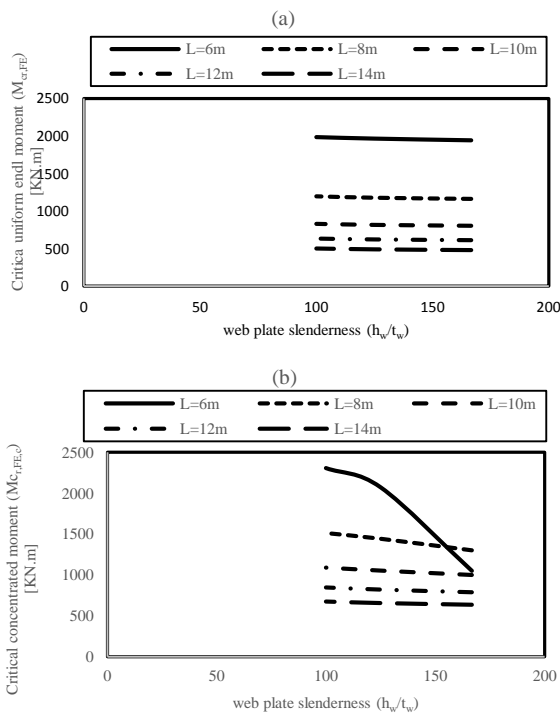 (a)
L=6m L=8m L=10m
L=12m L=14m
Critica uniform endl moment (Mcr,FE)
[KN.m]
2500
2000
1500
1000
500
0
0 50 100 150 200
web plate slenderness (hw/tw)
(b)
L=6m L=8m L=10m
L=12m L=14m
Critical concentrated moment (Mcr,FE,c)
[KN.m]
2500
2000
1500
1000
500
0
0 50 100 150 200
web plate slenderness (hw/tw)